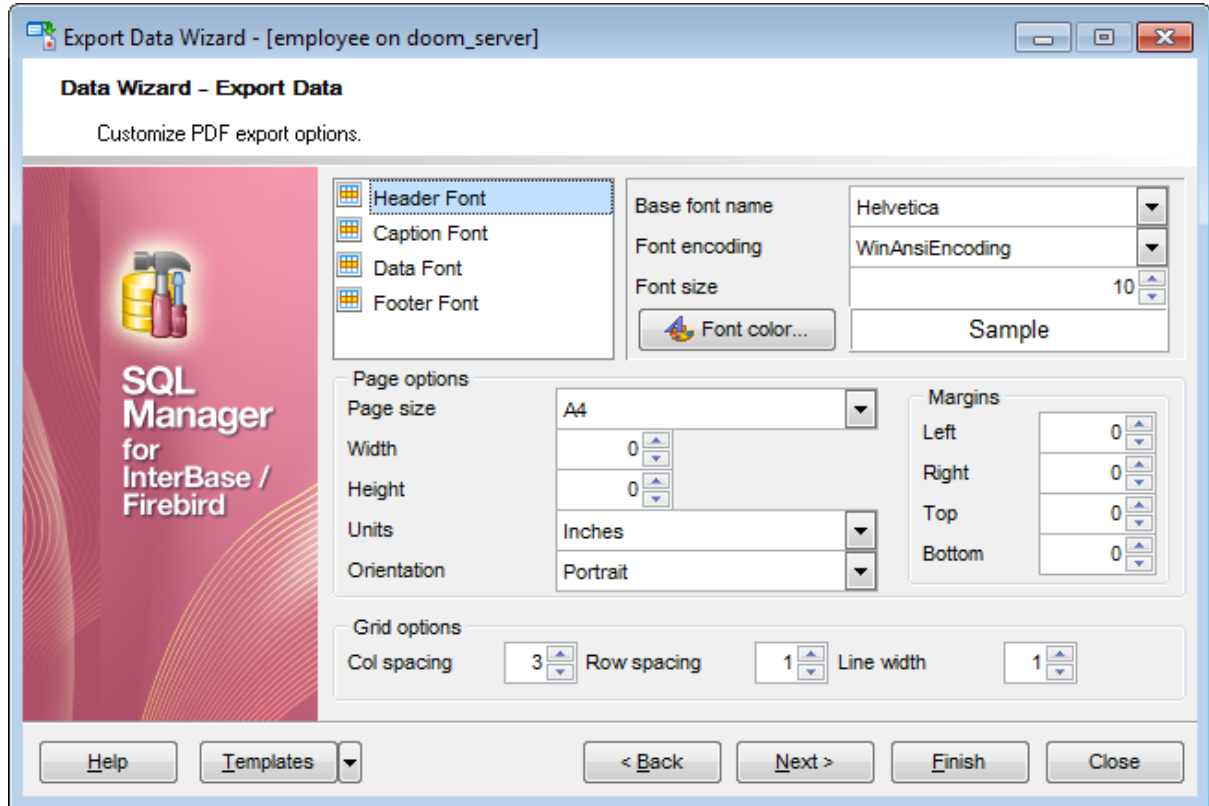 Export Data Wizard - [employee on doom_server]
Data Wizard - Export Data
Customize PDF export options.
SQL
Manager
for
InterBase /
Firebird
Header Font
Caption Font
Data Font
Footer Font
Base font name Helvetica
Font encoding WinAnsiEncoding
Font size 10
Font color... Sample
Page options
Page size A4
Width 0
Height 0
Units Inches
Orientation Portrait
Margins
Left 0
Right 0
Top 0
Bottom 0
Grid options
Col spacing 3 Row spacing 1 Line width 1
Help Templates < Back Next > Finish Close